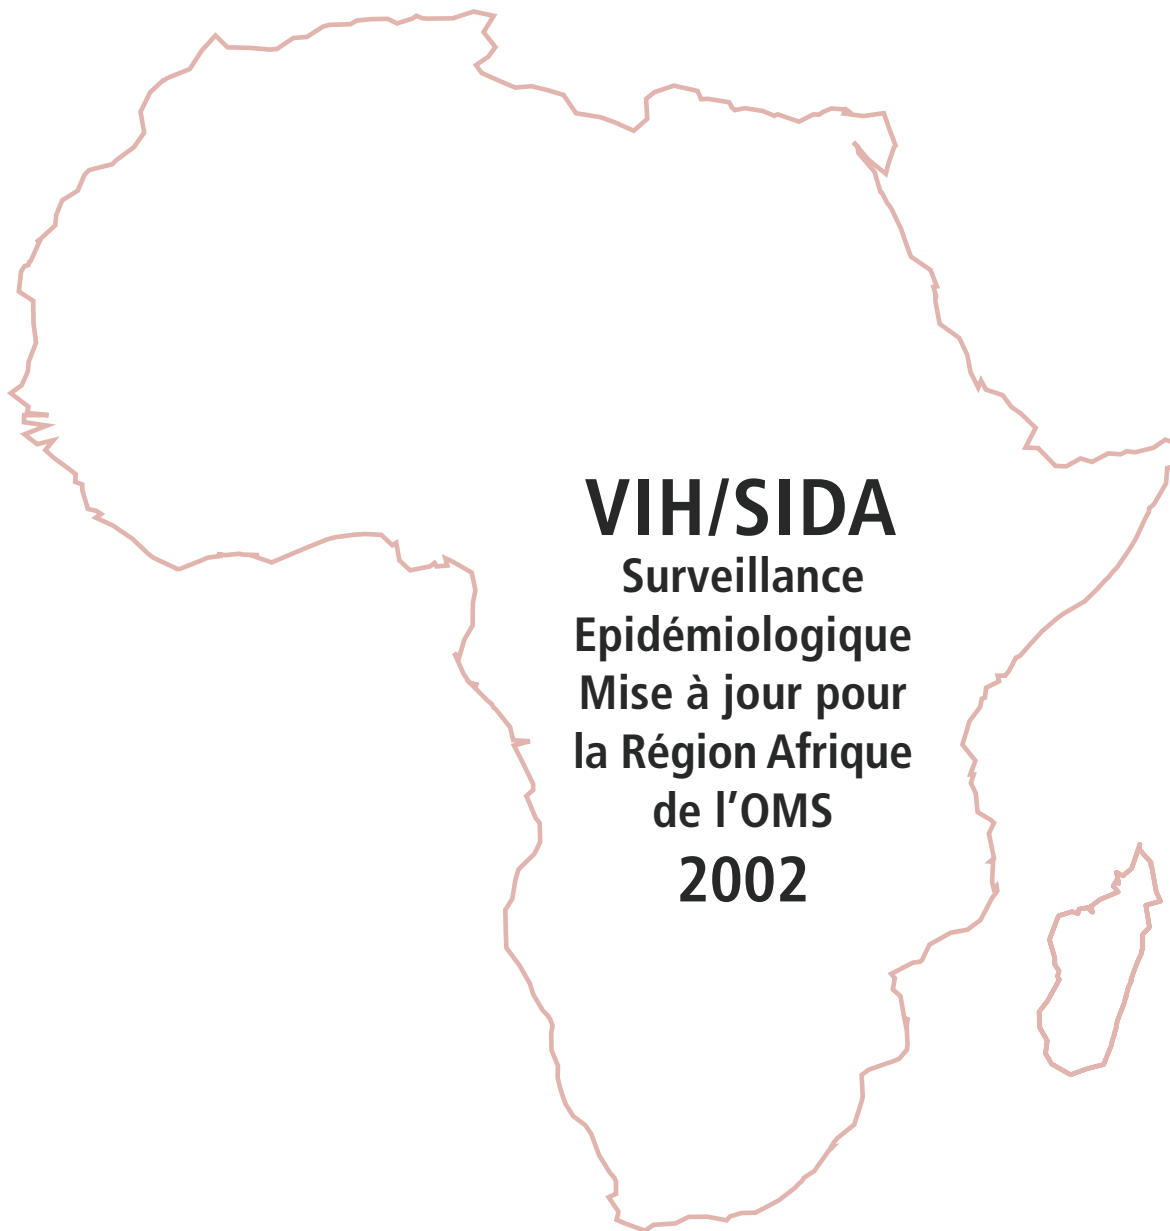 VIH/SIDA
Surveillance
Epidémiologique
Mise à jour pour
la Région Afrique
de l’OMS
2002